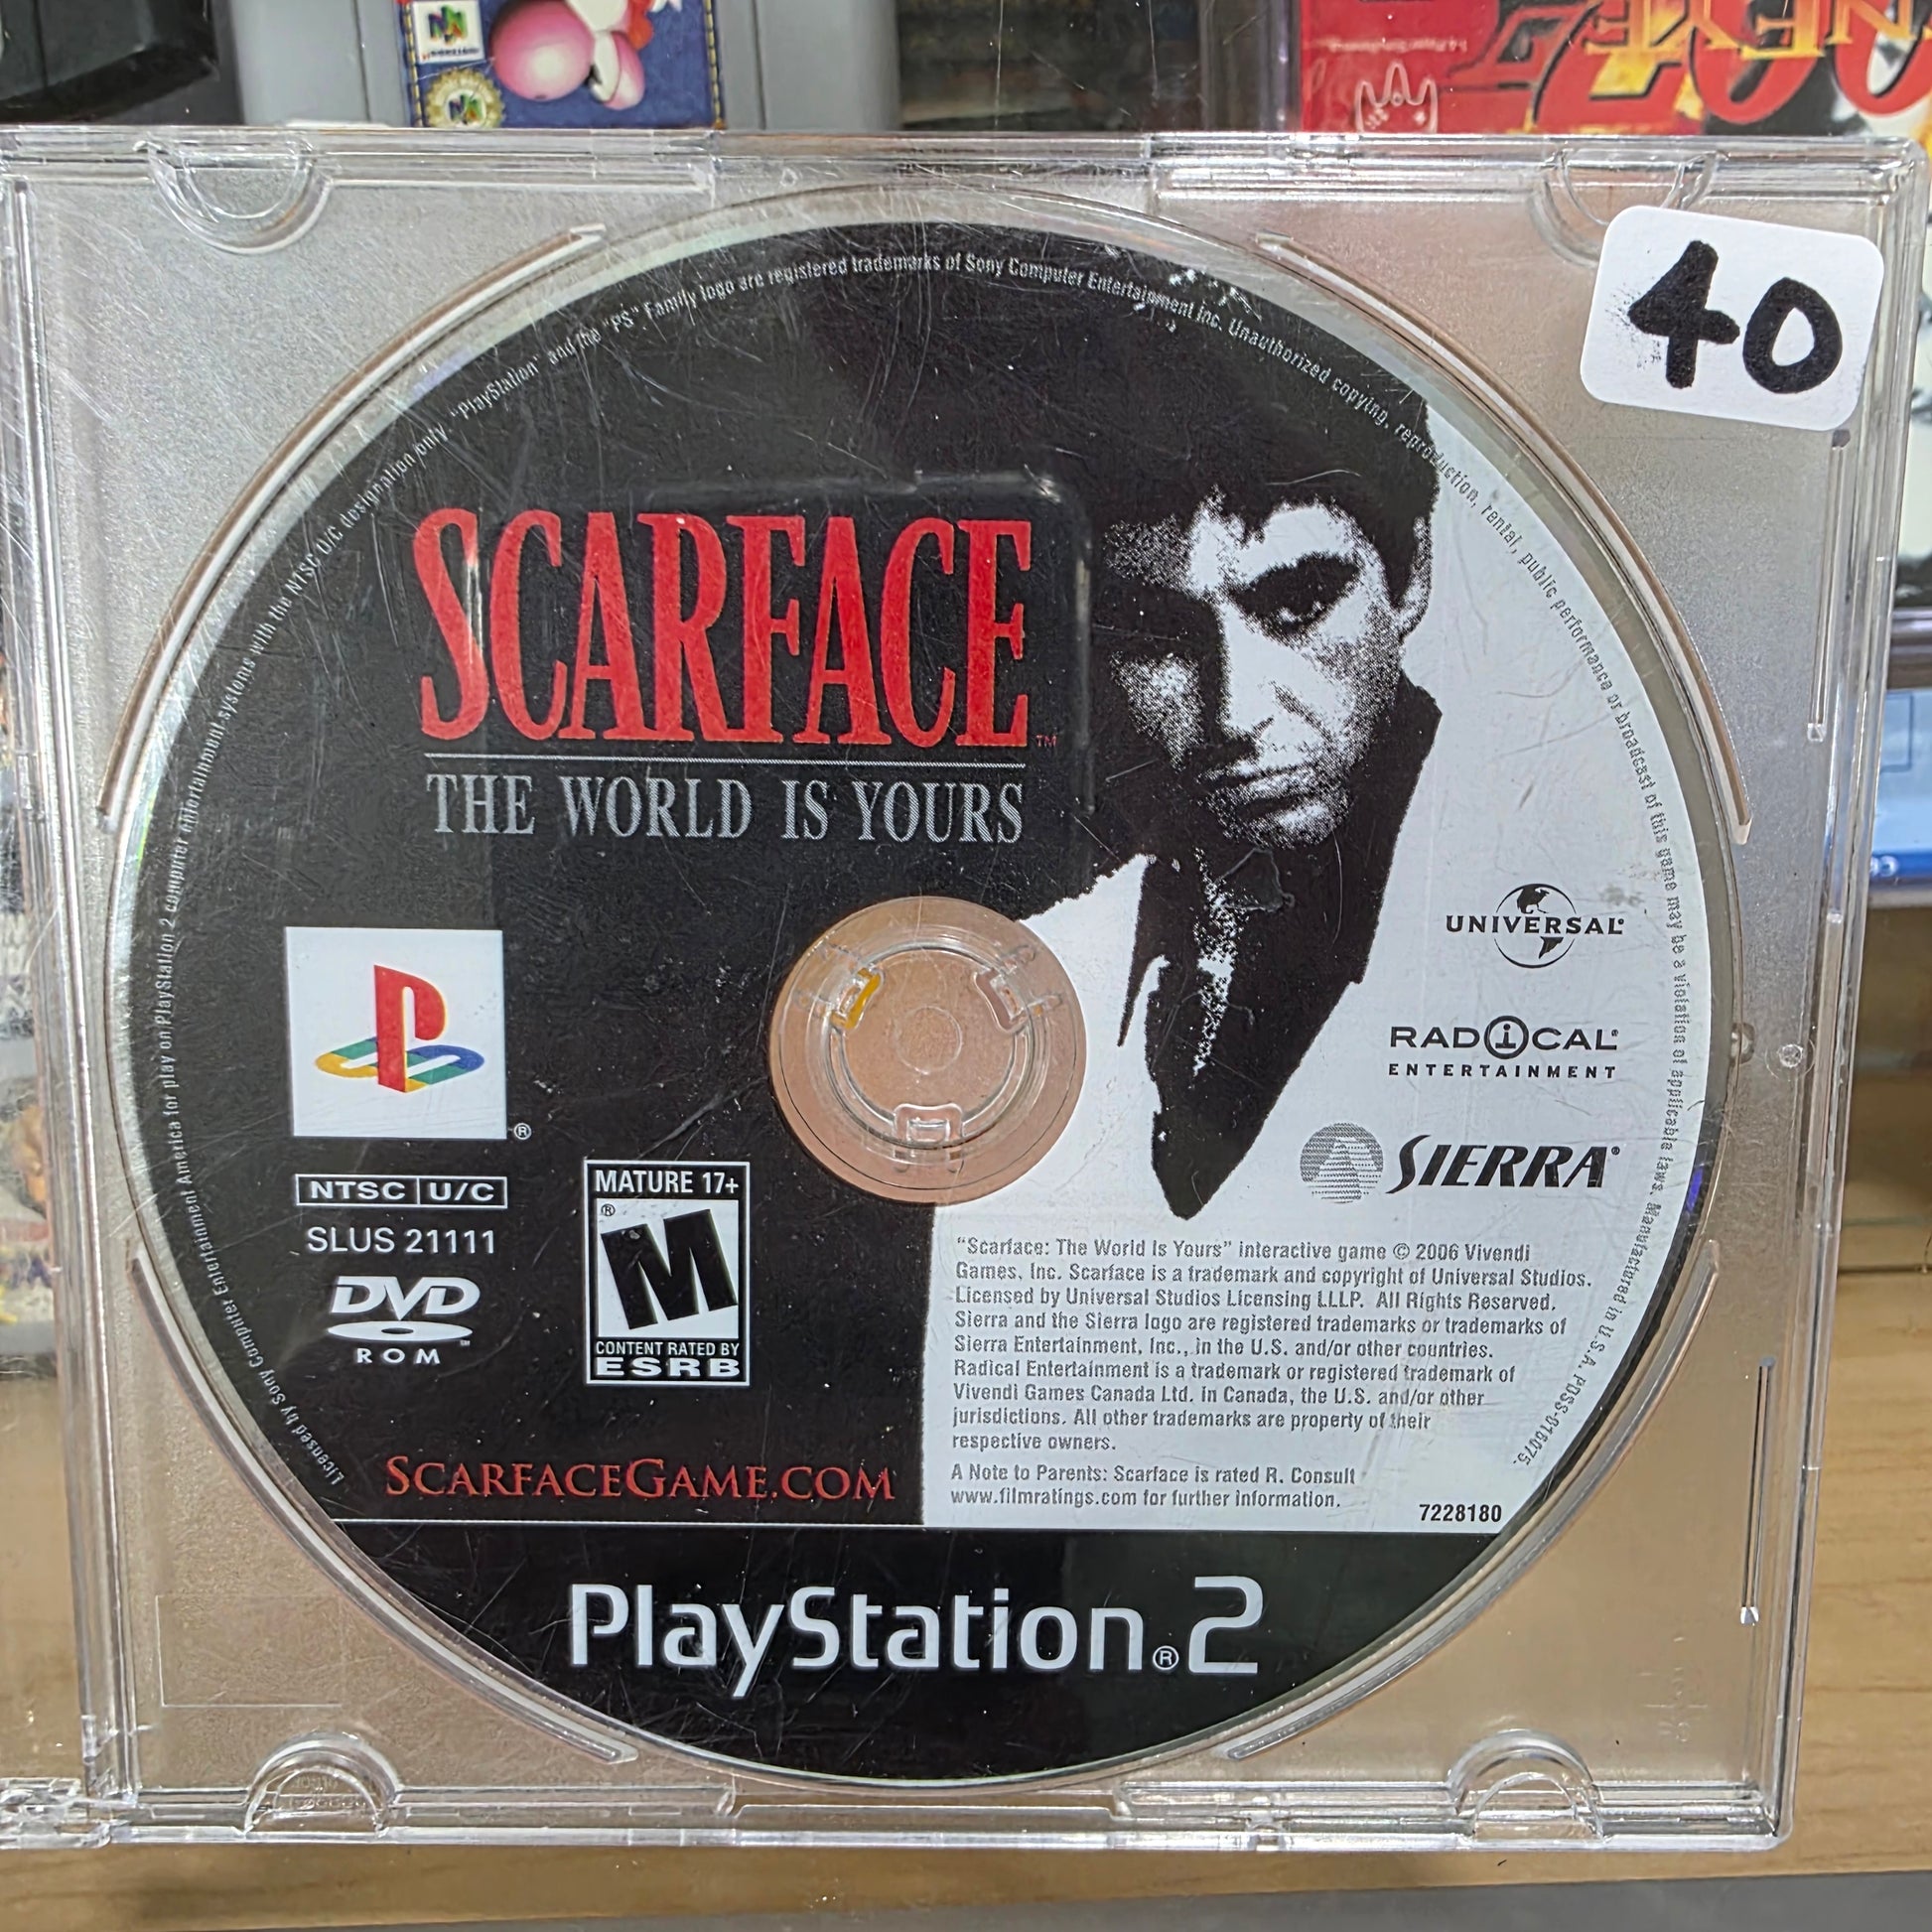 40
Licensed by Sony Computer Entertainment America for play on PlayStation 2 computer entertainment systems with the NTSC U/C designation only. "PlayStation" and the "PS" Family logo are registered trademarks of Sony Computer Entertainment Inc. Unauthorized copying, reproduction, rental, public performance or broadcast of this game may be a violation of applicable laws. Manufactured in U.S.A.
SCARFACE™
THE WORLD IS YOURS
UNIVERSAL®
RADICAL®
ENTERTAINMENT
SIERRA®
®
NTSC U/C
SLUS 21111
DVD™
ROM
MATURE 17+
®
M
CONTENT RATED BY
ESRB
"Scarface: The World Is Yours" interactive game © 2006 Vivendi
Games, Inc. Scarface is a trademark and copyright of Universal Studios.
Licensed by Universal Studios Licensing LLLP. All Rights Reserved.
Sierra and the Sierra logo are registered trademarks or trademarks of
Sierra Entertainment, Inc., in the U.S. and/or other countries.
Radical Entertainment is a trademark or registered trademark of
Vivendi Games Canada Ltd. in Canada, the U.S. and/or other
jurisdictions. All other trademarks are property of their
respective owners.
A Note to Parents: Scarface is rated R. Consult
www.filmratings.com for further information.
7228180
SCARFACEGAME.COM
PlayStation®2